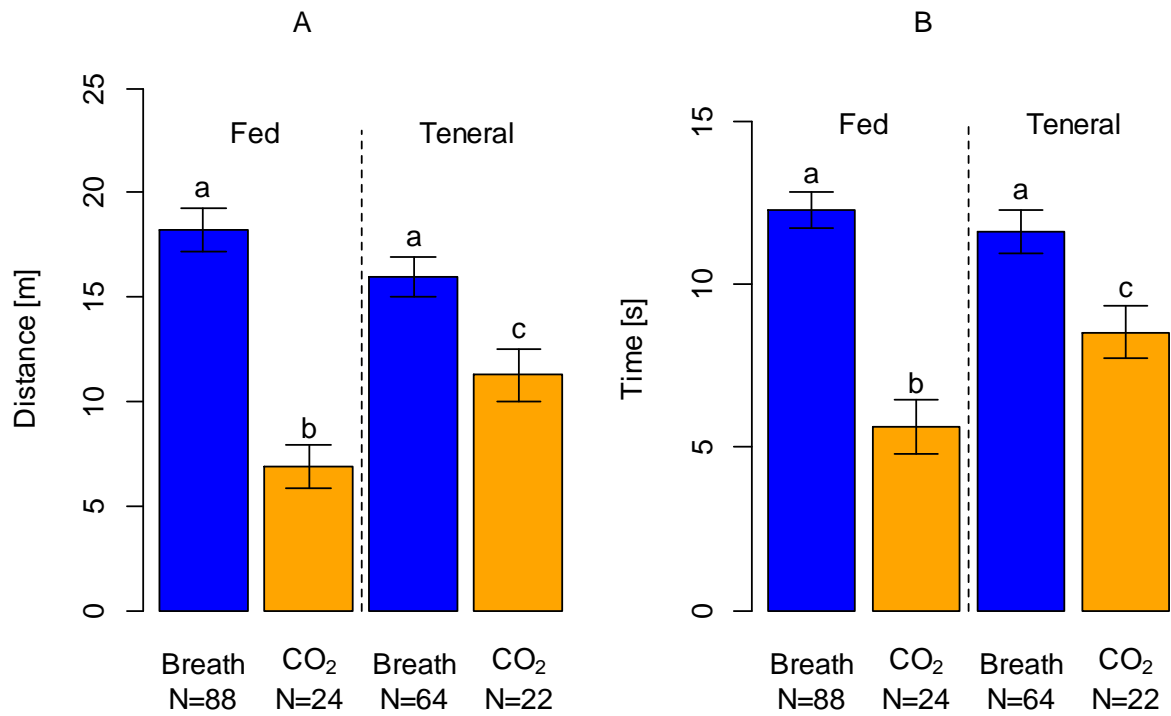 A
Distance [m]
0
5
10
15
20
25
Fed
Teneral
a
b
a
c
Breath
N=88
CO₂
N=24
Breath
N=64
CO₂
N=22
B
Time [s]
0
5
10
15
Fed
Teneral
a
b
a
c
Breath
N=88
CO₂
N=24
Breath
N=64
CO₂
N=22